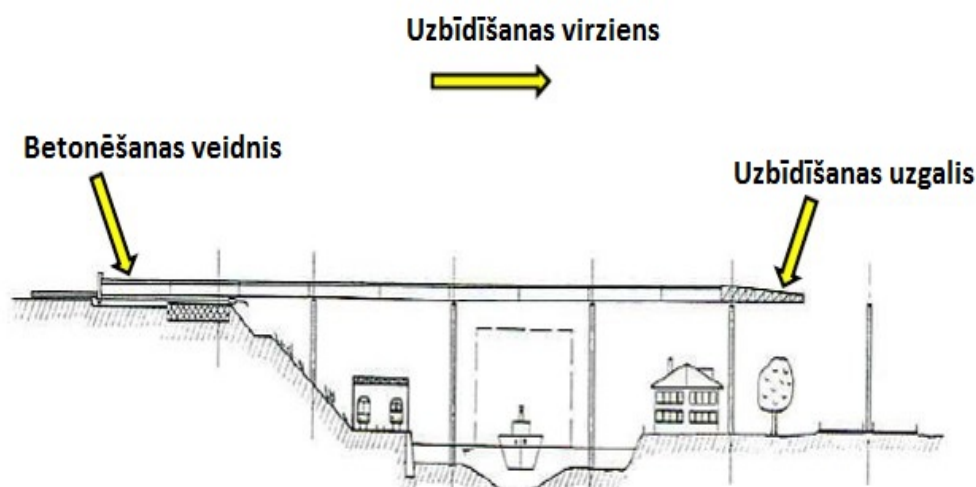 Uzbīdīšanas virziens
Betonēšanas veidnis
Uzbīdīšanas uzgalis